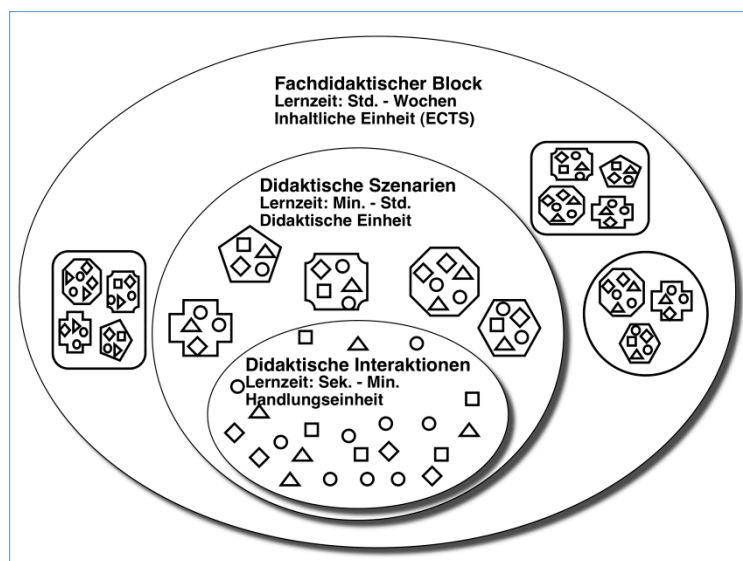 Fachdidaktischer Block
Lernzeit: Std. - Wochen
Inhaltliche Einheit (ECTS)
Didaktische Szenarien
Lernzeit: Min. - Std.
Didaktische Einheit
Didaktische Interaktionen
Lernzeit: Sek. - Min.
Handlungseinheit